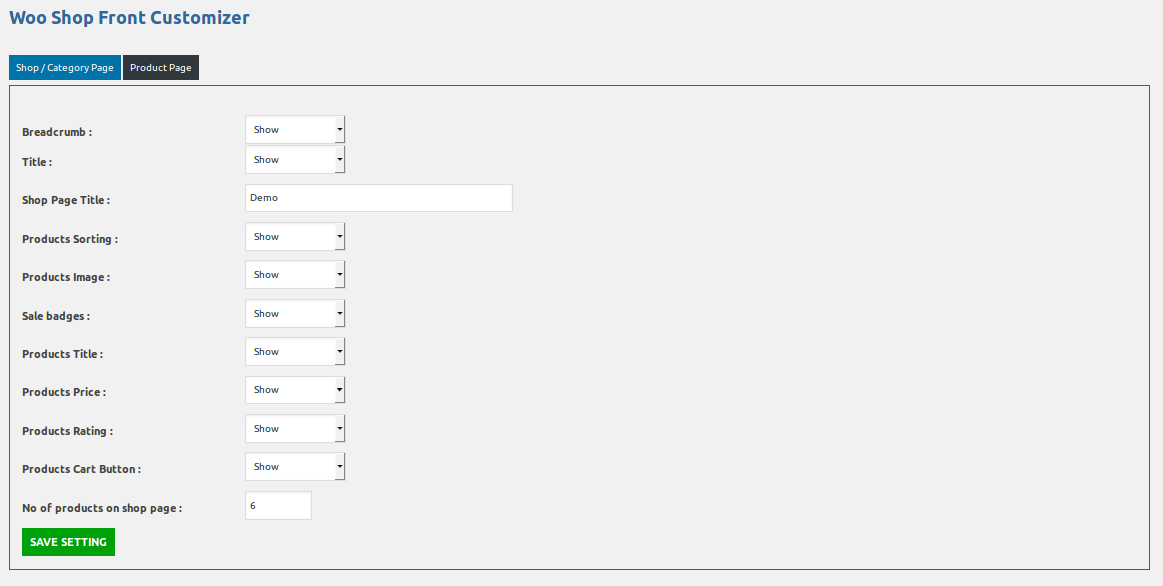 Woo Shop Front Customizer
Shop / Category Page Product Page
Breadcrumb : Show
Title : Show
Shop Page Title : Demo
Products Sorting : Show
Products Image : Show
Sale badges : Show
Products Title : Show
Products Price : Show
Products Rating : Show
Products Cart Button : Show
No of products on shop page : 6
SAVE SETTING